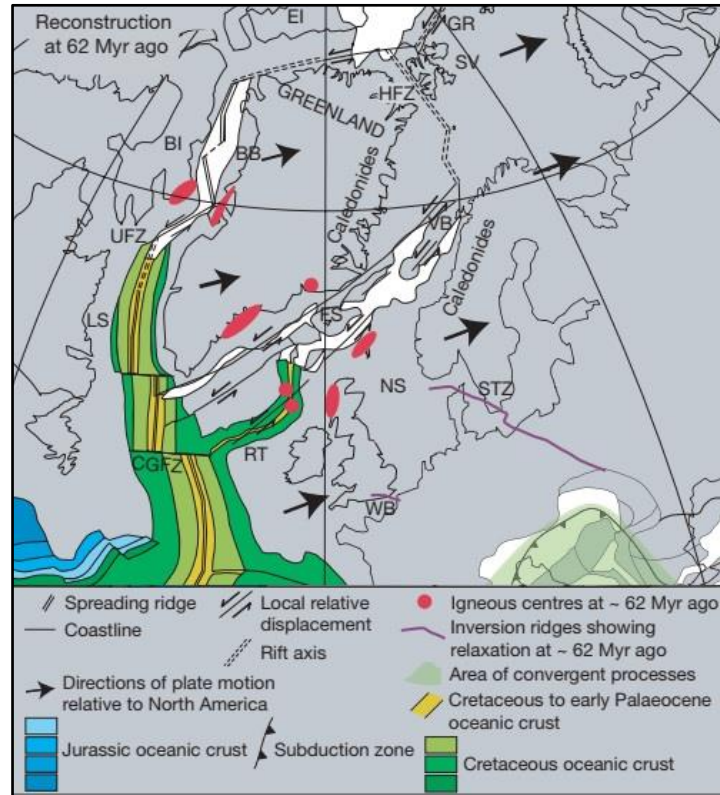 Reconstruction
at 62 Myr ago
EI
GR
SV
HFZ
GREENLAND
BI
BB
Caledonides
VB
UFZ
Caledonides
LS
FS
NS
STZ
RT
CGFZ
WB
Spreading ridge
Coastline
Directions of plate motion
relative to North America
Jurassic oceanic crust
Local relative
displacement
Rift axis
Subduction zone
Igneous centres at ~ 62 Myr ago
Inversion ridges showing
relaxation at ~ 62 Myr ago
Area of convergent processes
Cretaceous to early Palaeocene
oceanic crust
Cretaceous oceanic crust